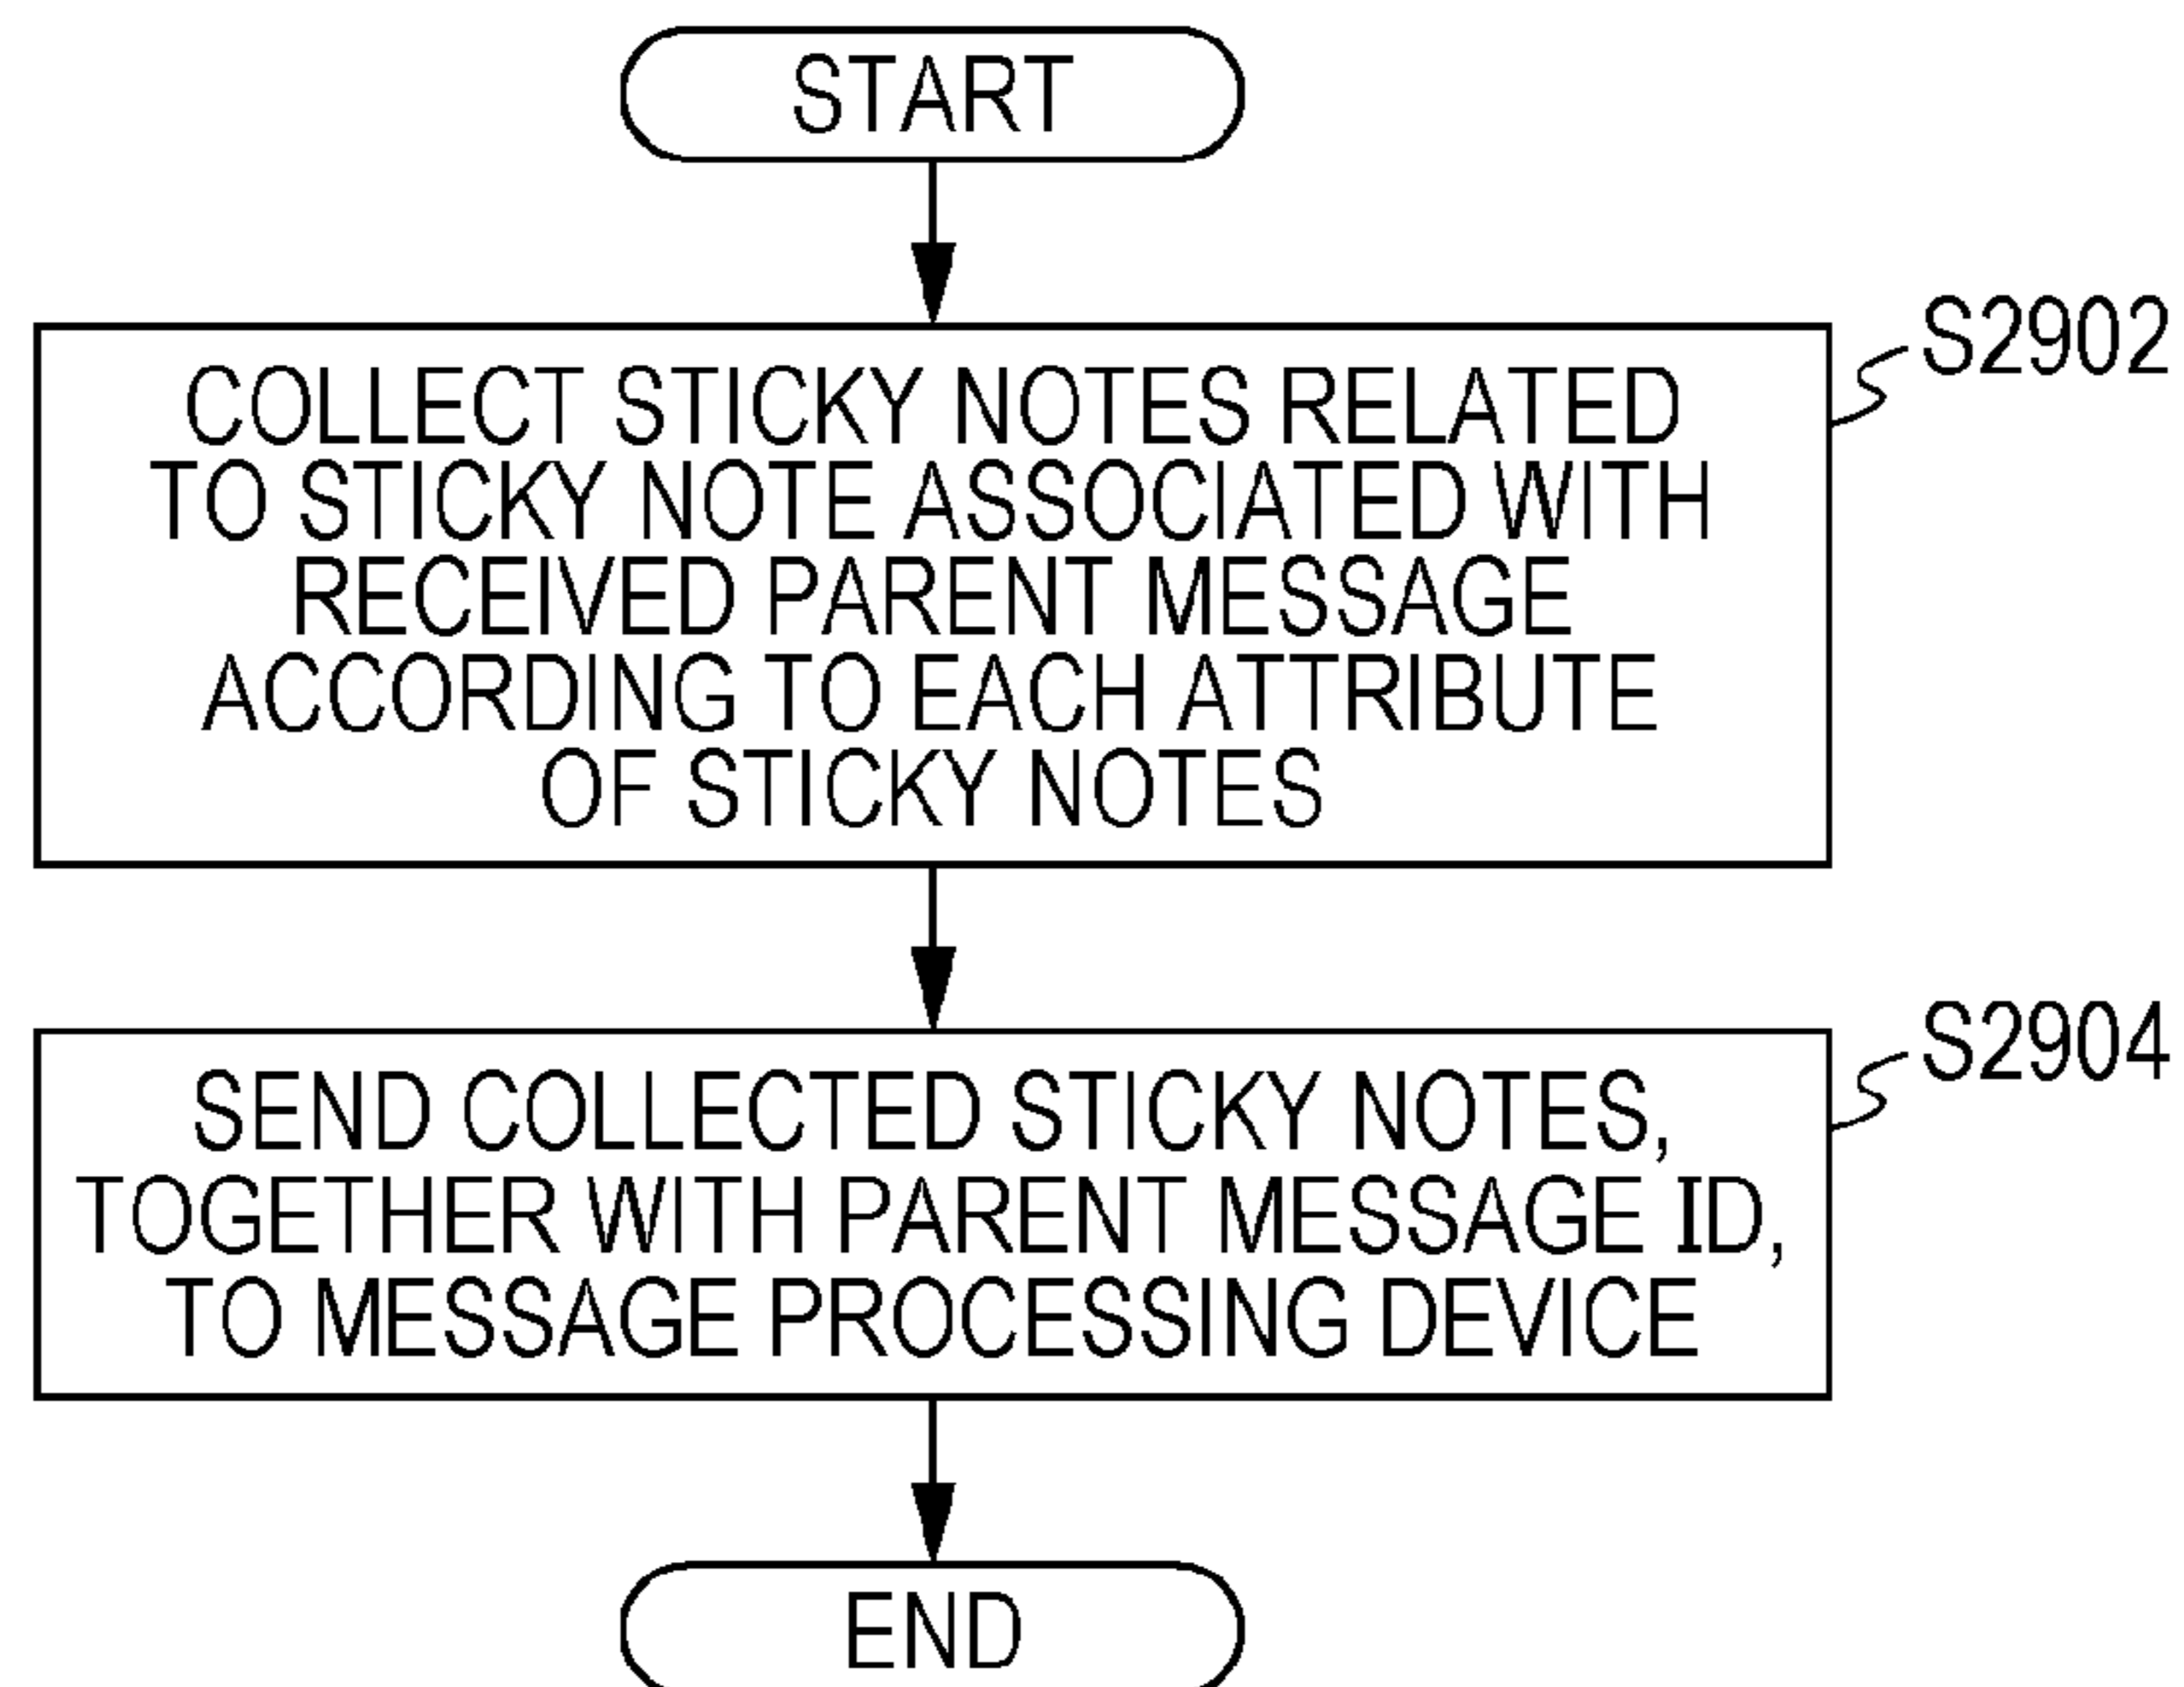 START
S2902
COLLECT STICKY NOTES RELATED
TO STICKY NOTE ASSOCIATED WITH
RECEIVED PARENT MESSAGE
ACCORDING TO EACH ATTRIBUTE
OF STICKY NOTES
S2904
SEND COLLECTED STICKY NOTES,
TOGETHER WITH PARENT MESSAGE ID,
TO MESSAGE PROCESSING DEVICE
END